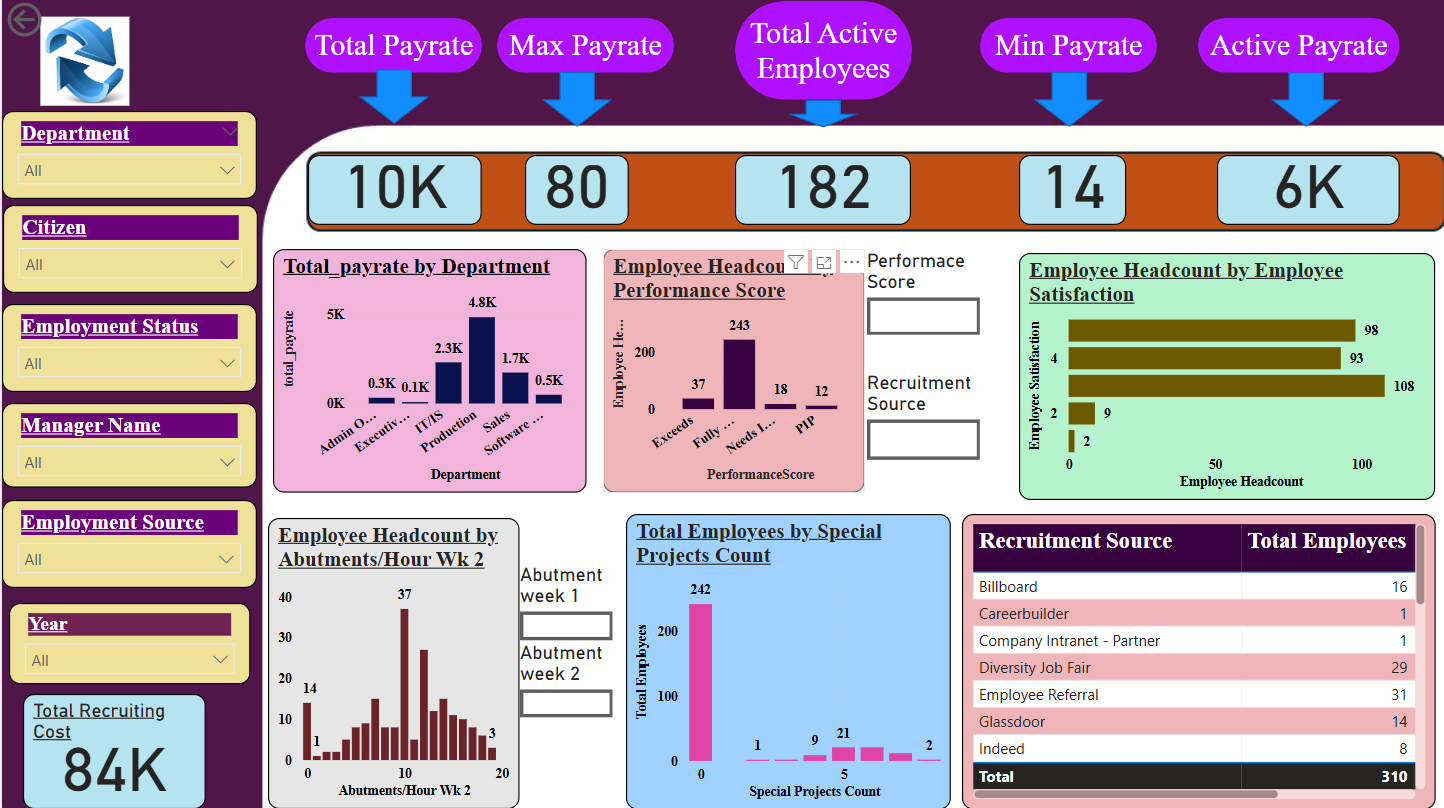 Total Payrate
Max Payrate
Total Active
Employees
Min Payrate
Active Payrate
10K
80
182
14
6K
Department
All
Citizen
All
Employment Status
All
Manager Name
All
Employment Source
All
Year
All
Total Recruiting
Cost
84K
Total_payrate by Department
total_payrate
5K
0K
0.3K
0.1K
2.3K
4.8K
1.7K
0.5K
Admin O...
Executiv...
IT/IS
Production
Sales
Software ...
Department
Employee Headcou
Performance Score
Employee He...
200
0
37
243
18
12
Exceeds
Fully ...
Needs I...
PIP
PerformanceScore
Performace
Score
Recruitment
Source
Employee Headcount by Employee
Satisfaction
Employee Satisfaction
4
2
98
93
108
9
2
0
50
100
Employee Headcount
Employee Headcount by
Abutments/Hour Wk 2
40
30
20
10
0
14
1
37
3
0
10
20
Abutments/Hour Wk 2
Abutment
week 1
Abutment
week 2
Total Employees by Special
Projects Count
Total Employees
200
100
0
242
1
9
21
2
0
5
Special Projects Count
Recruitment Source Total Employees
Billboard 16
Careerbuilder 1
Company Intranet - Partner 1
Diversity Job Fair 29
Employee Referral 31
Glassdoor 14
Indeed 8
Total 310